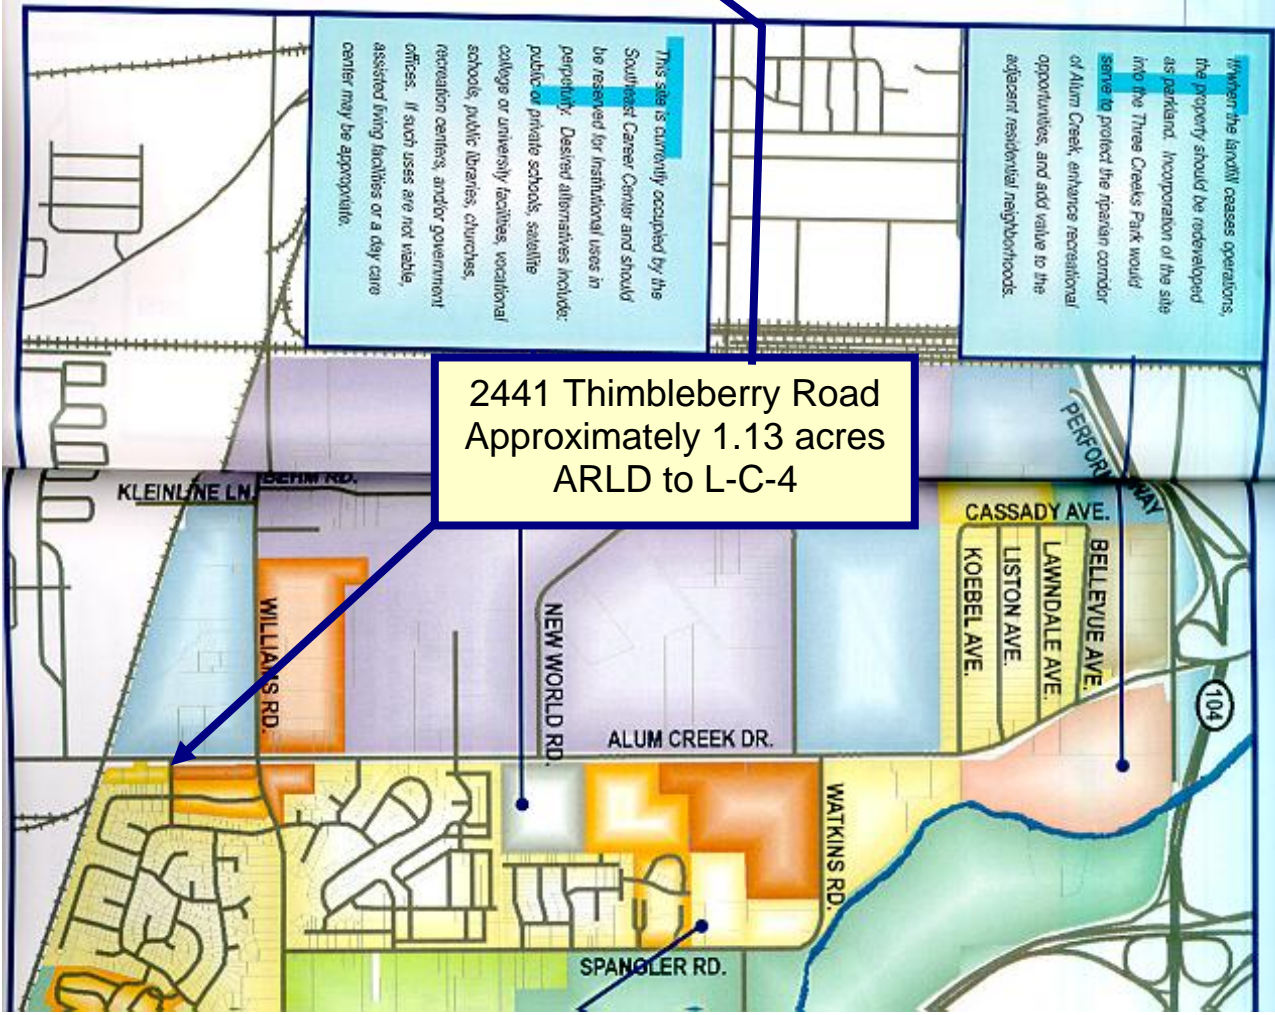 This site is currently occupied by the
Southeast Career Center and should
be reserved for Institutional uses in
perpetuity. Desired alternatives include:
public or private schools, satellite
college or university facilities, vocational
schools, public libraries, churches,
recreation centers, and/or government
offices. If such uses are not viable,
assisted living facilities or a day care
center may be appropriate.
If/when the landfill ceases operations,
the property should be redeveloped
as parkland. Incorporation of the site
into the Three Creeks Park would
serve to protect the riparian corridor
of Alum Creek, enhance recreational
opportunities, and add value to the
adjacent residential neighborhoods.
2441 Thimbleberry Road
Approximately 1.13 acres
ARLD to L-C-4
KLEINLINE LN.
BEHM RD.
CASSADY AVE.
KOEBEL AVE.
LISTON AVE.
LAWNDALE AVE.
BELLEVUE AVE.
104
WILLIAMS RD.
NEW WORLD RD.
ALUM CREEK DR.
WATKINS RD.
SPANGLER RD.